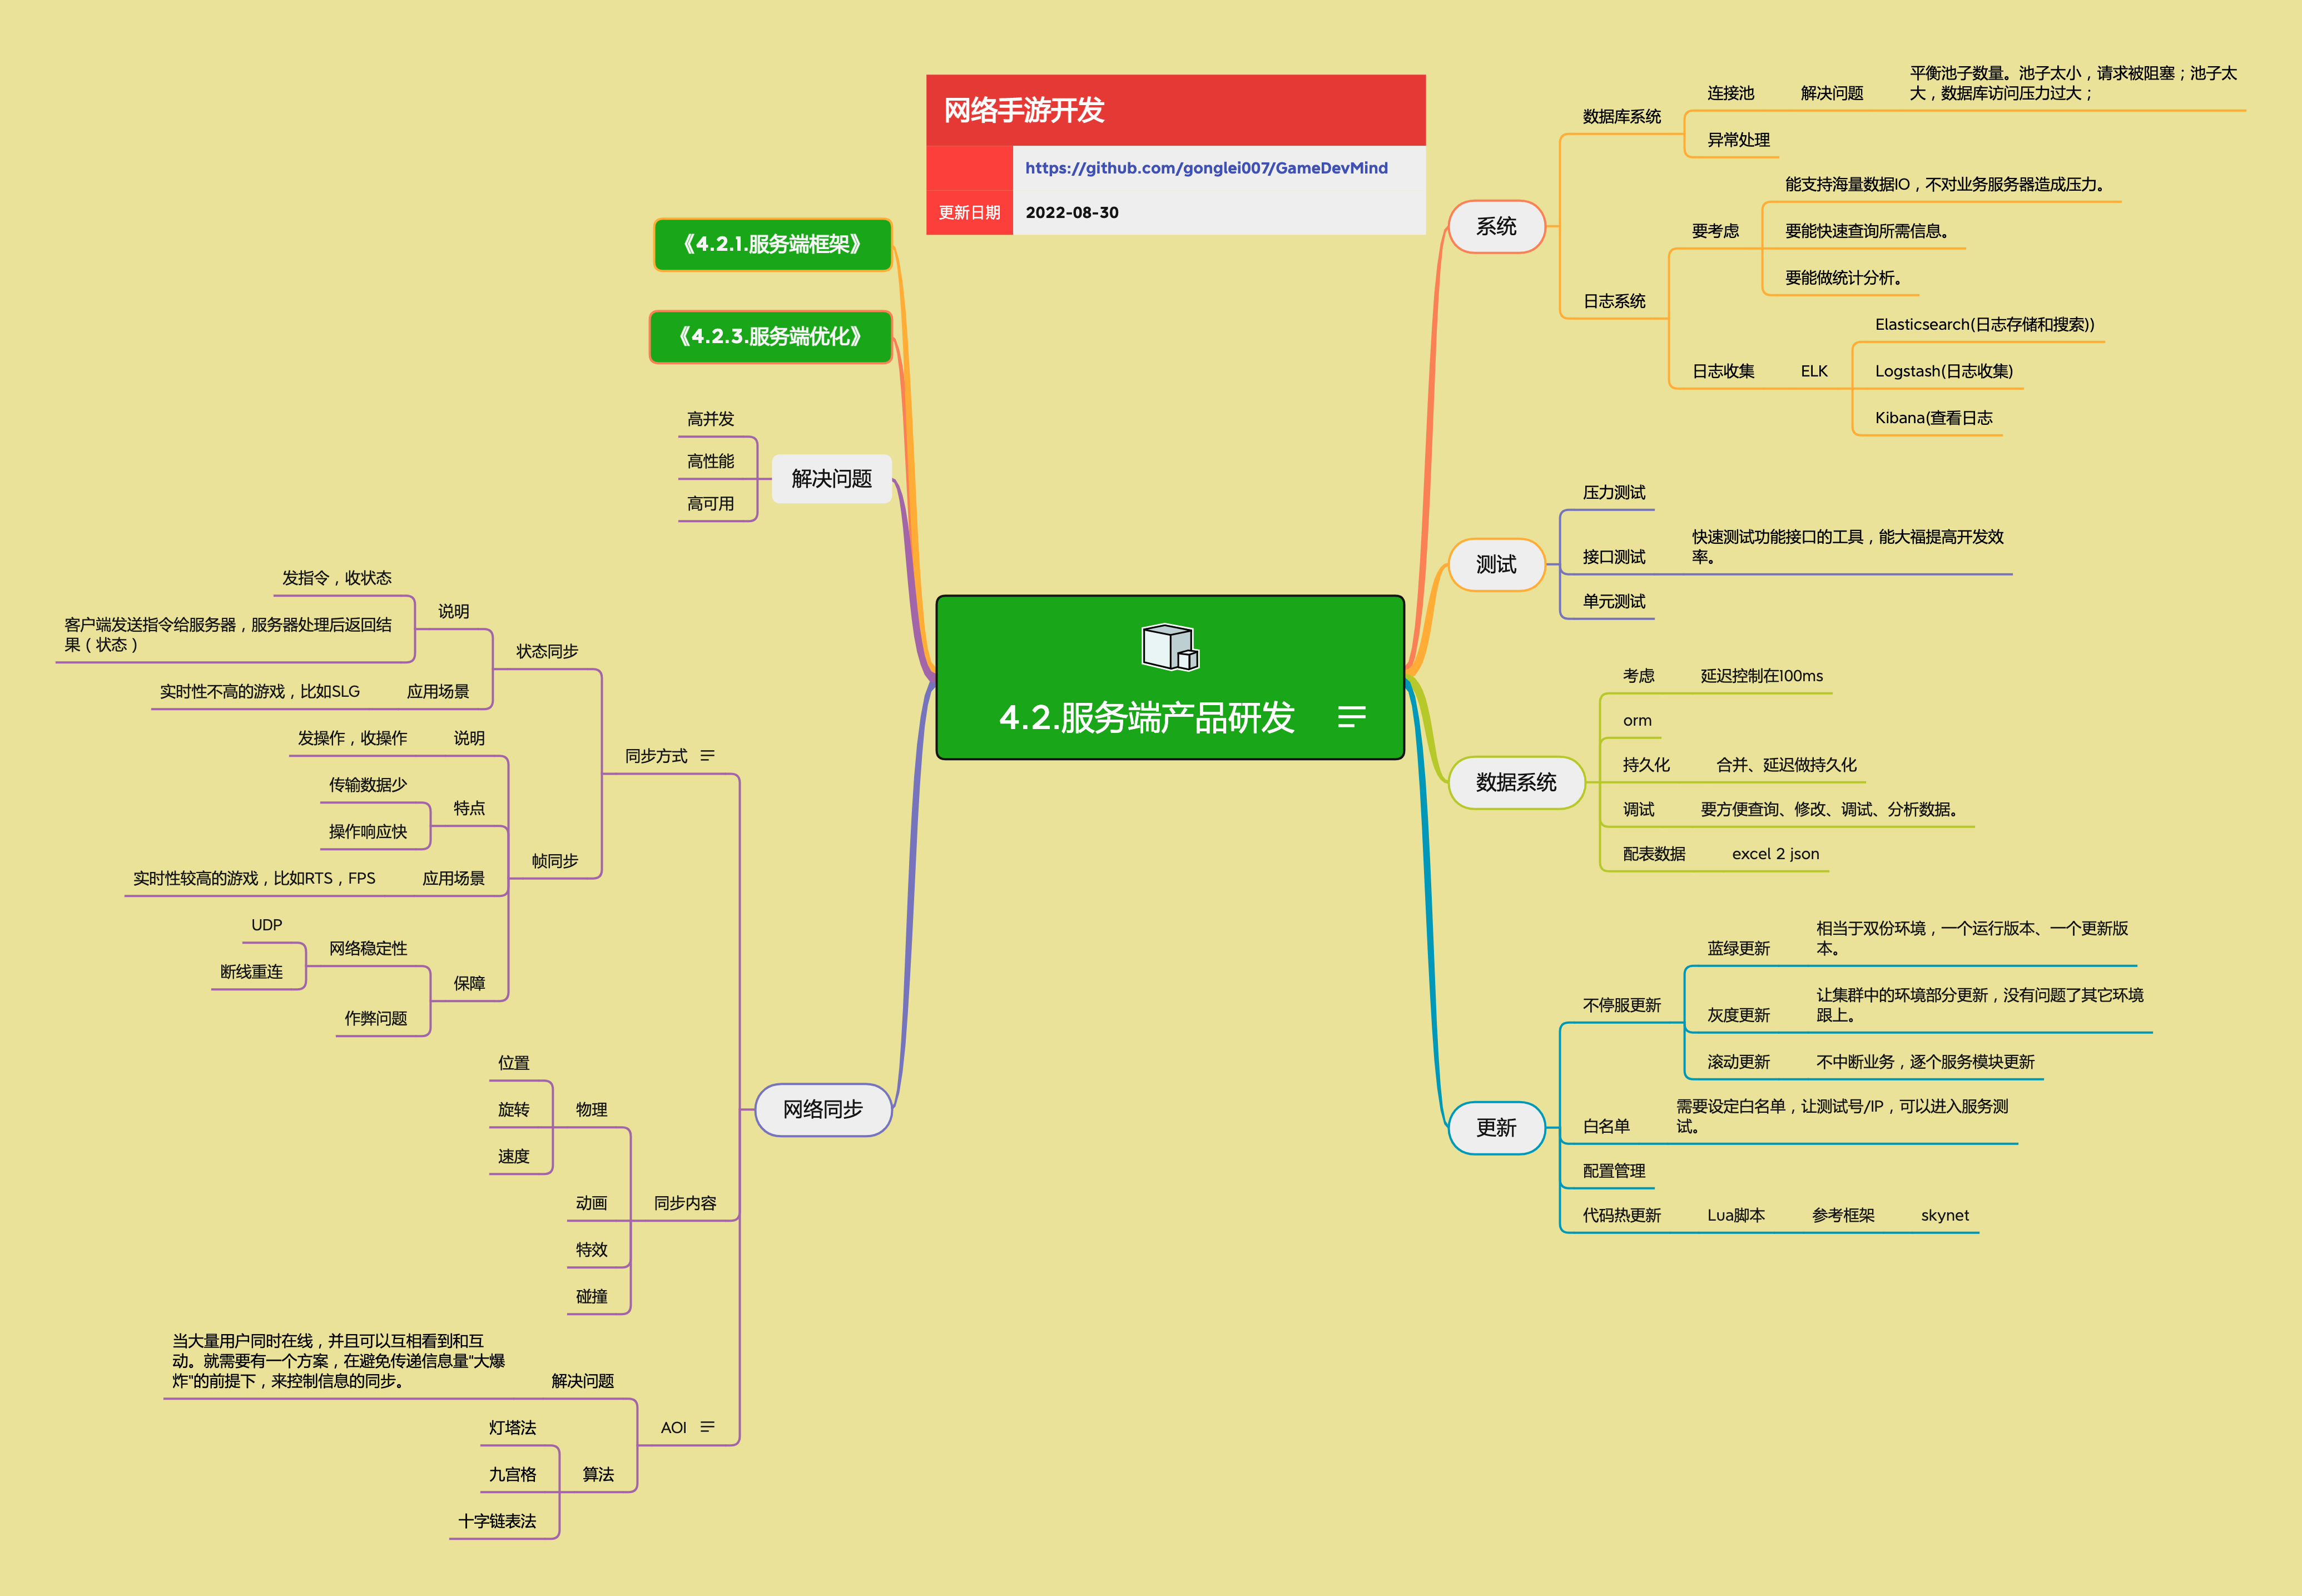 网络手游开发
https://github.com/gonglei007/GameDevMind
更新日期
2022-08-30
4.2.服务端产品研发
《4.2.1.服务端框架》
《4.2.3.服务端优化》
解决问题
高并发
高性能
高可用
网络同步
同步方式
状态同步
说明
发指令，收状态
客户端发送指令给服务器，服务器处理后返回结
果（状态）
应用场景
实时性不高的游戏，比如SLG
帧同步
说明
发操作，收操作
特点
传输数据少
操作响应快
应用场景
实时性较高的游戏，比如RTS，FPS
保障
网络稳定性
UDP
断线重连
作弊问题
同步内容
物理
位置
旋转
速度
动画
特效
碰撞
AOI
解决问题
当大量用户同时在线，并且可以互相看到和互
动。就需要有一个方案，在避免传递信息量"大爆
炸"的前提下，来控制信息的同步。
算法
灯塔法
九宫格
十字链表法
系统
数据库系统
连接池
解决问题
平衡池子数量。池子太小，请求被阻塞；池子太
大，数据库访问压力过大；
异常处理
日志系统
要考虑
能支持海量数据IO，不对业务服务器造成压力。
要能快速查询所需信息。
要能做统计分析。
日志收集
ELK
Elasticsearch(日志存储和搜索))
Logstash(日志收集)
Kibana(查看日志
测试
压力测试
接口测试
快速测试功能接口的工具，能大福提高开发效
率。
单元测试
数据系统
考虑
延迟控制在100ms
orm
持久化
合并、延迟做持久化
调试
要方便查询、修改、调试、分析数据。
配表数据
excel 2 json
更新
不停服更新
蓝绿更新
相当于双份环境，一个运行版本、一个更新版
本。
灰度更新
让集群中的环境部分更新，没有问题了其它环境
跟上。
滚动更新
不中断业务，逐个服务模块更新
白名单
需要设定白名单，让测试号/IP，可以进入服务测
试。
配置管理
代码热更新
Lua脚本
参考框架
skynet